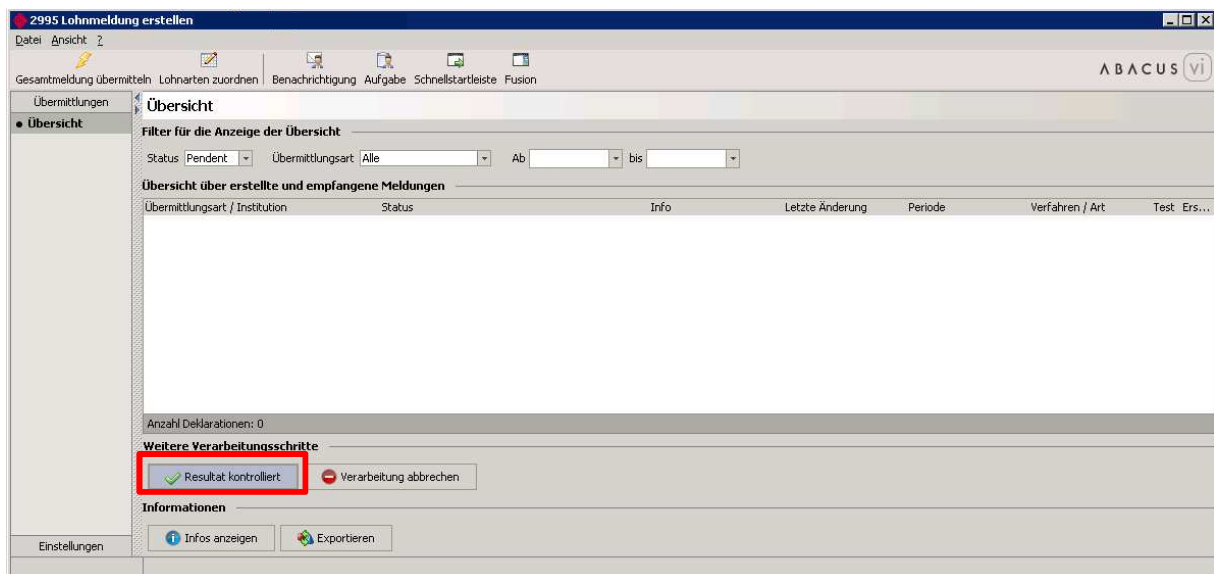 2995 Lohnmeldung erstellen
Datei Ansicht ?
Gesamtmeldung übermitteln Lohnarten zuordnen Benachrichtigung Aufgabe Schnellstartleiste Fusion
ABACUS vi
Übermittlungen
• Übersicht
Einstellungen
Übersicht
Filter für die Anzeige der Übersicht
Status Pendent Übermittlungsart Alle Ab bis
Übersicht über erstellte und empfangene Meldungen
Übermittlungsart / Institution Status Info Letzte Änderung Periode Verfahren / Art Test Ers...
Anzahl Deklarationen: 0
Weitere Verarbeitungsschritte
Resultat kontrolliert Verarbeitung abbrechen
Informationen
Infos anzeigen Exportieren